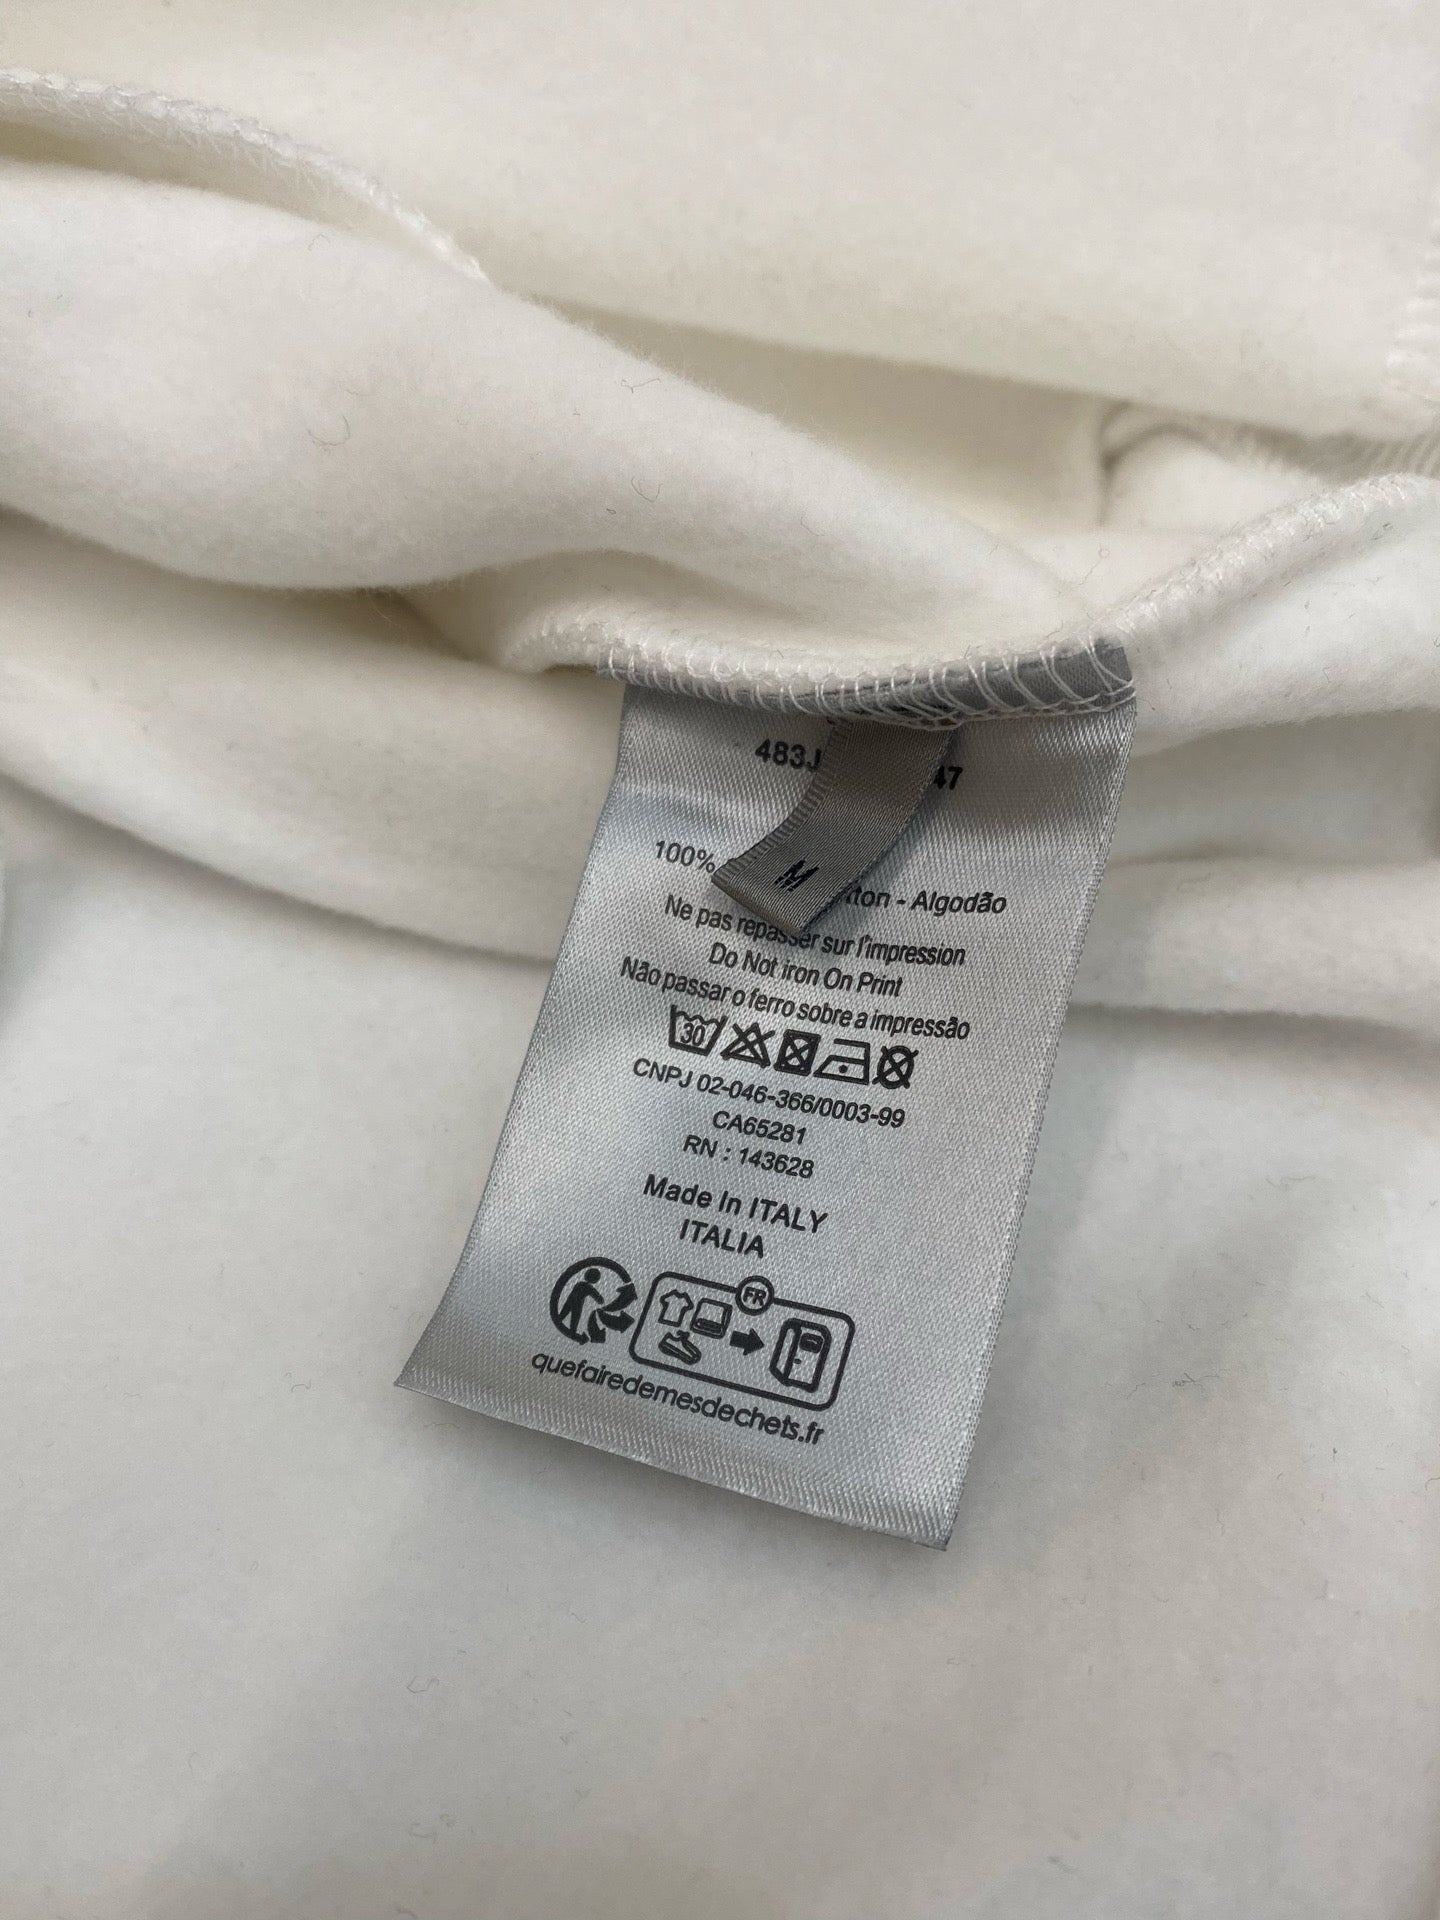 483J 47
M
100% tton - Algodão
Ne pas repasser sur l'impression
Do Not iron On Print
Não passar o ferro sobre a impressão
30
CNPJ 02-046-366/0003-99
CA65281
RN : 143628
Made In ITALY
ITALIA
FR
quefairedemesdechets.fr